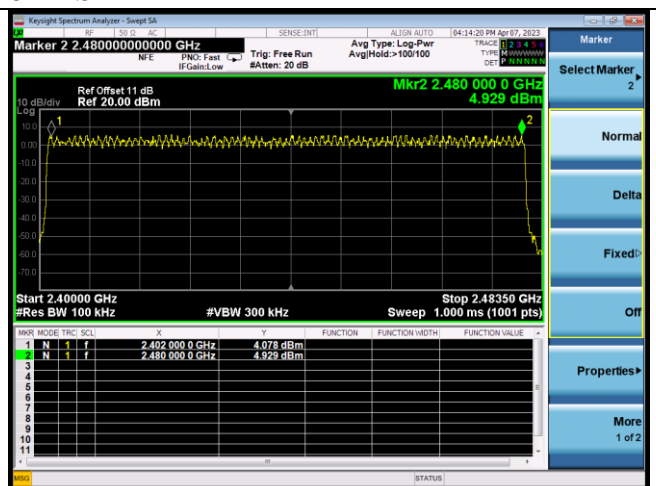 Keysight Spectrum Analyzer - Swept SA
RF 50 Ω AC SENSE:INT ALIGN AUTO 04:14:20 PM Apr 07, 2023
Marker 2 2.480000000000 GHz
NFE
PNO: Fast
IFGain:Low
Trig: Free Run
#Atten: 20 dB
Avg Type: Log-Pwr
Avg|Hold:>100/100
TRACE 1 2 3 4 5 6
TYPE M W W W W W
DET P N N N N N
Ref Offset 11 dB
Ref 20.00 dBm
10 dB/div
Log
Mkr2 2.480 000 0 GHz
4.929 dBm
1
2
10.0
0.00
-10.0
-20.0
-30.0
-40.0
-50.0
-60.0
-70.0
Start 2.40000 GHz Stop 2.48350 GHz
#Res BW 100 kHz #VBW 300 kHz Sweep 1.000 ms (1001 pts)
MKR MODE TRC SCL X Y FUNCTION FUNCTION WIDTH FUNCTION VALUE
1 N 1 f 2.402 000 0 GHz 4.078 dBm
2 N 1 f 2.480 000 0 GHz 4.929 dBm
3
4
5
6
7
8
9
10
11
MSG STATUS
Marker
Select Marker
2
Normal
Delta
Fixed
Off
Properties
More
1 of 2